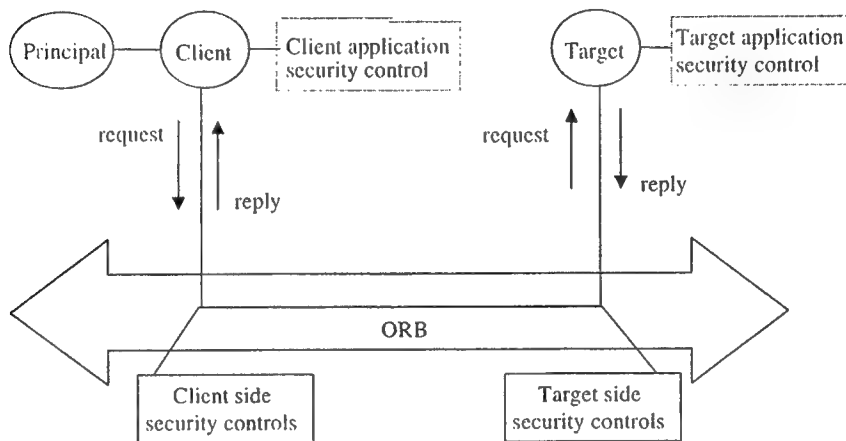 Principal
Client
Client application
security control
Target
Target application
security control
request
reply
request
reply
ORB
Client side
security controls
Target side
security controls